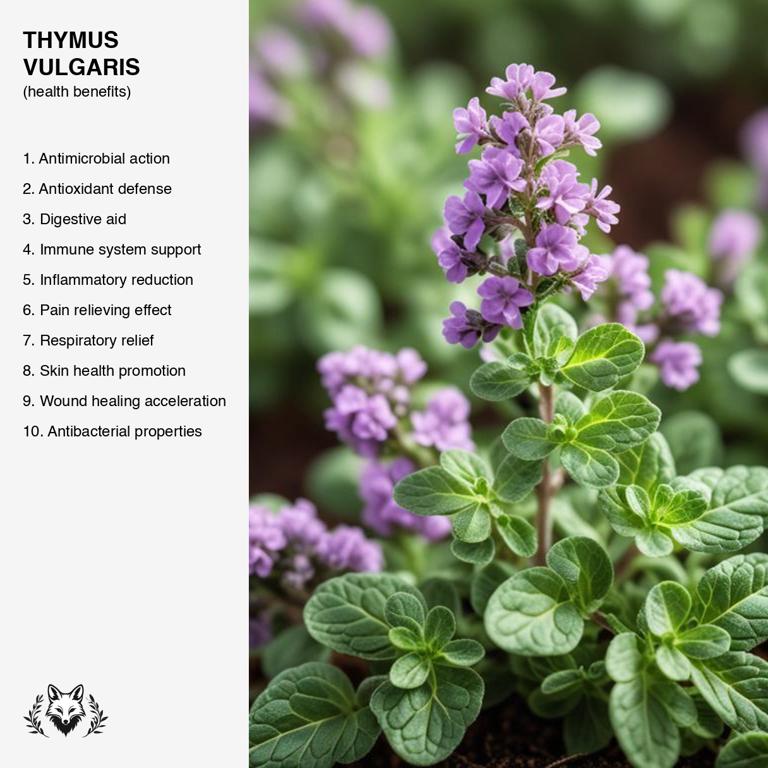 THYMUS
VULGARIS
(health benefits)
1. Antimicrobial action
2. Antioxidant defense
3. Digestive aid
4. Immune system support
5. Inflammatory reduction
6. Pain relieving effect
7. Respiratory relief
8. Skin health promotion
9. Wound healing acceleration
10. Antibacterial properties